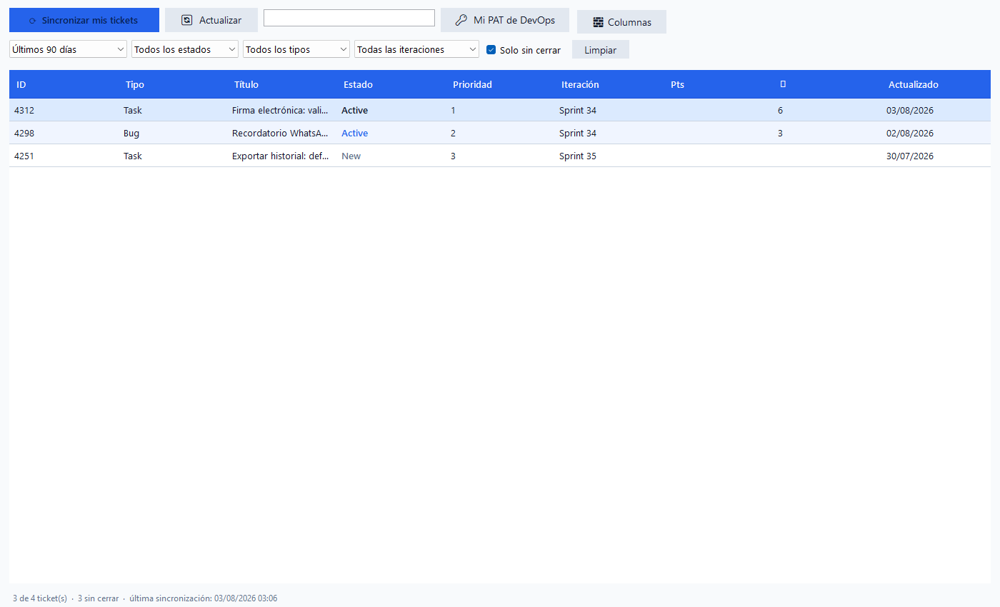 Sincronizar mis tickets Actualizar Mi PAT de DevOps Columnas
Últimos 90 días Todos los estados Todos los tipos Todas las iteraciones Solo sin cerrar Limpiar
ID Tipo Título Estado Prioridad Iteración Pts Actualizado
4312 Task Firma electrónica: vali... Active 1 Sprint 34 6 03/08/2026
4298 Bug Recordatorio WhatsA... Active 2 Sprint 34 3 02/08/2026
4251 Task Exportar historial: def... New 3 Sprint 35 30/07/2026
3 de 4 ticket(s) · 3 sin cerrar · última sincronización: 03/08/2026 03:06